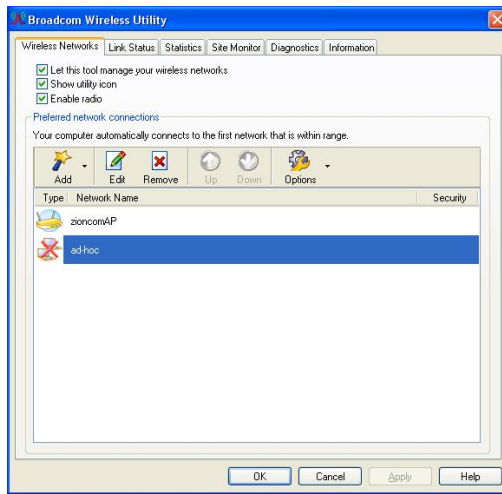 Broadcom Wireless Utility
Wireless Networks Link Status Statistics Site Monitor Diagnostics Information
Let this tool manage your wireless networks
Show utility icon
Enable radio
Preferred network connections
Your computer automatically connects to the first network that is within range.
Add Edit Remove Up Down Options
Type Network Name Security
zioncomAP
ad-hoc
OK Cancel Apply Help